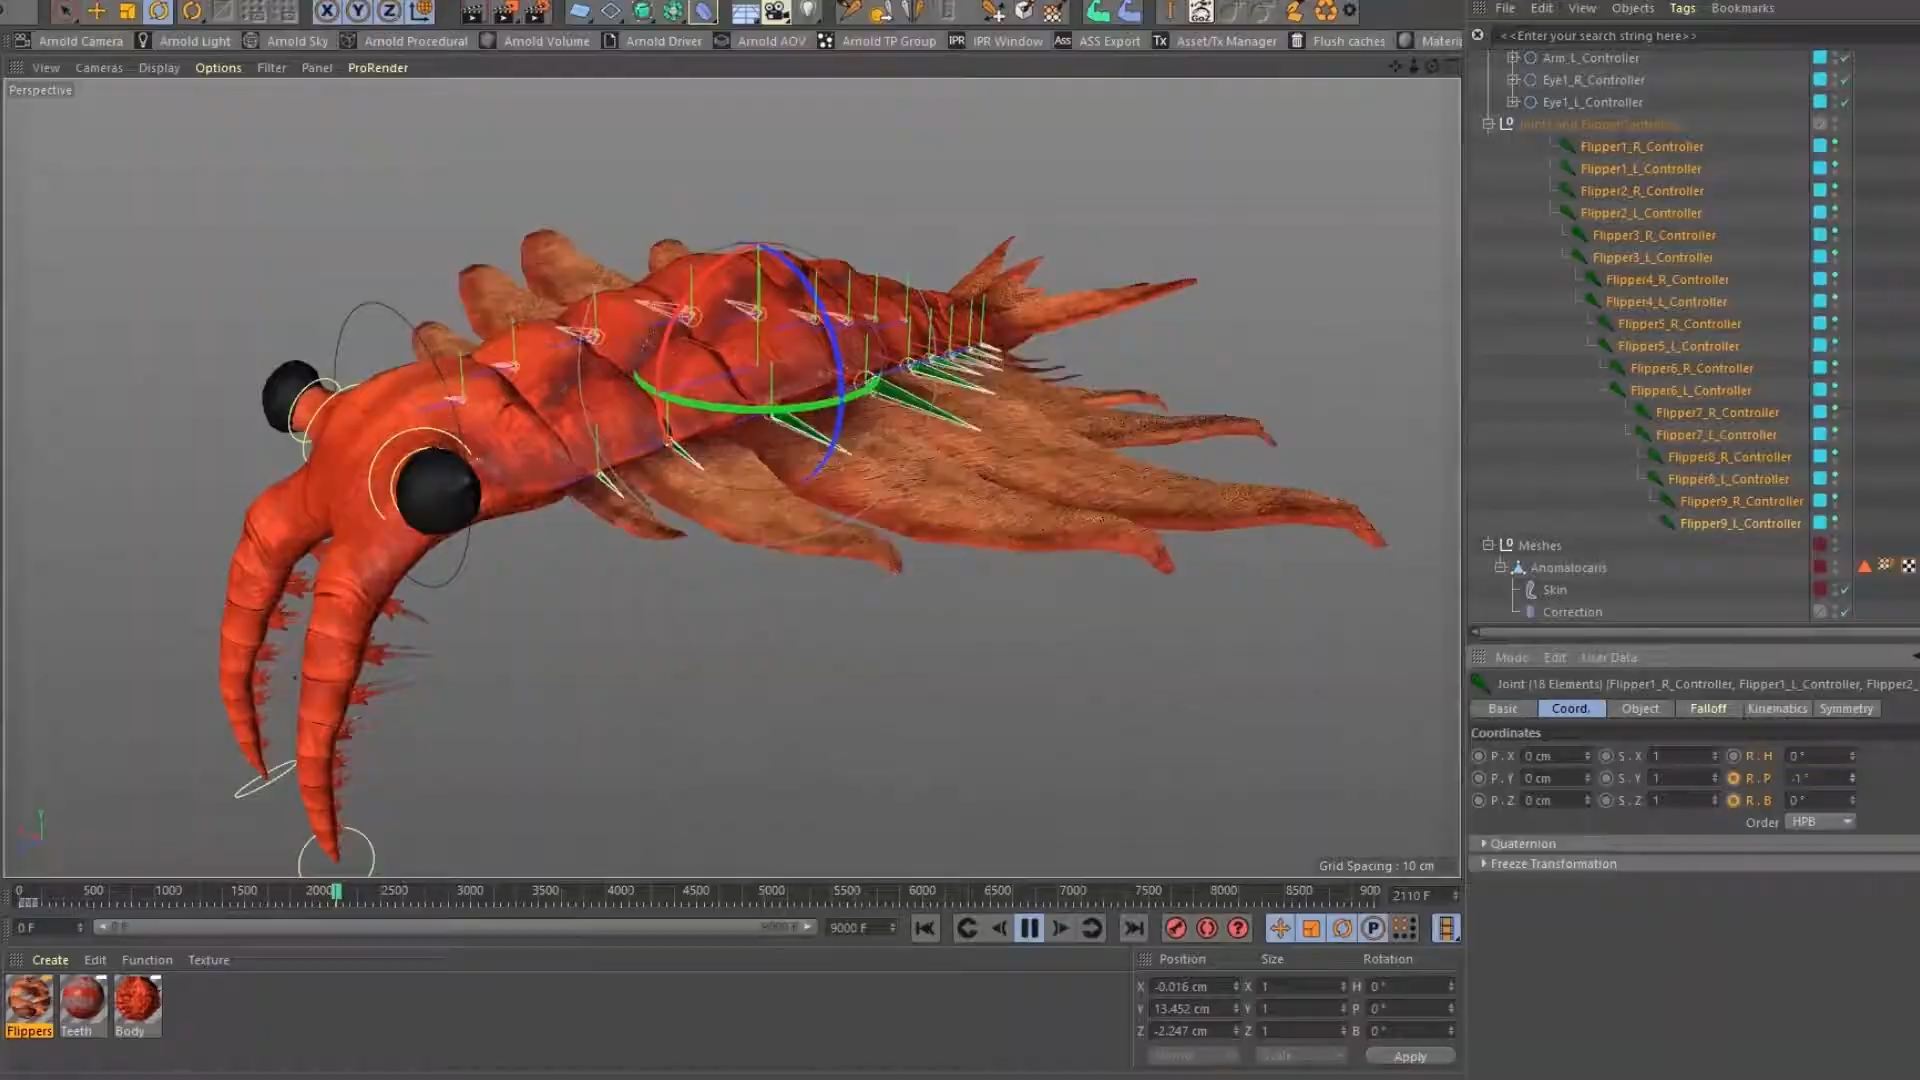 X Y Z
GoZ
File Edit View Objects Tags Bookmarks
Arnold Camera Arnold Light Arnold Sky Arnold Procedural Arnold Volume Arnold Driver Arnold AOV Arnold TP Group IPR IPR Window Ass ASS Export Tx Asset/Tx Manager Flush caches
<<Enter your search string here>>
View Cameras Display Options Filter Panel ProRender
Perspective
Arm_L_Controller
Eye1_R_Controller
Eye1_L_Controller
Flipper1_R_Controller
Flipper1_L_Controller
Flipper2_R_Controller
Flipper2_L_Controller
Flipper3_R_Controller
Flipper3_L_Controller
Flipper4_R_Controller
Flipper4_L_Controller
Flipper5_R_Controller
Flipper5_L_Controller
Flipper6_R_Controller
Flipper6_L_Controller
Flipper7_R_Controller
Flipper7_L_Controller
Flipper8_R_Controller
Flipper8_L_Controller
Flipper9_R_Controller
Flipper9_L_Controller
Meshes
Anomalocaris
Skin
Correction
Mode Edit User Data
Joint (18 Elements) [Flipper1_R_Controller, Flipper1_L_Controller, Flipper2_
Basic Coord. Object Falloff Kinematics Symmetry
Coordinates
P . X 0 cm S . X 1 R . H 0 °
P . Y 0 cm S . Y 1 R . P -1 °
P . Z 0 cm S . Z 1 R . B 0 °
Order HPB
Quaternion
Freeze Transformation
Y
Grid Spacing : 10 cm
0 500 1000 1500 2000 2500 3000 3500 4000 4500 5000 5500 6000 6500 7000 7500 8000 8500 900 2110 F
0 F 0 F 9000 F 9000 F P
Create Edit Function Texture
Flippers Teeth Body
Position Size Rotation
X -0.016 cm X 1 H 0 °
Y 13.452 cm Y 1 P 0 °
Z -2.247 cm Z 1 B 0 °
Apply